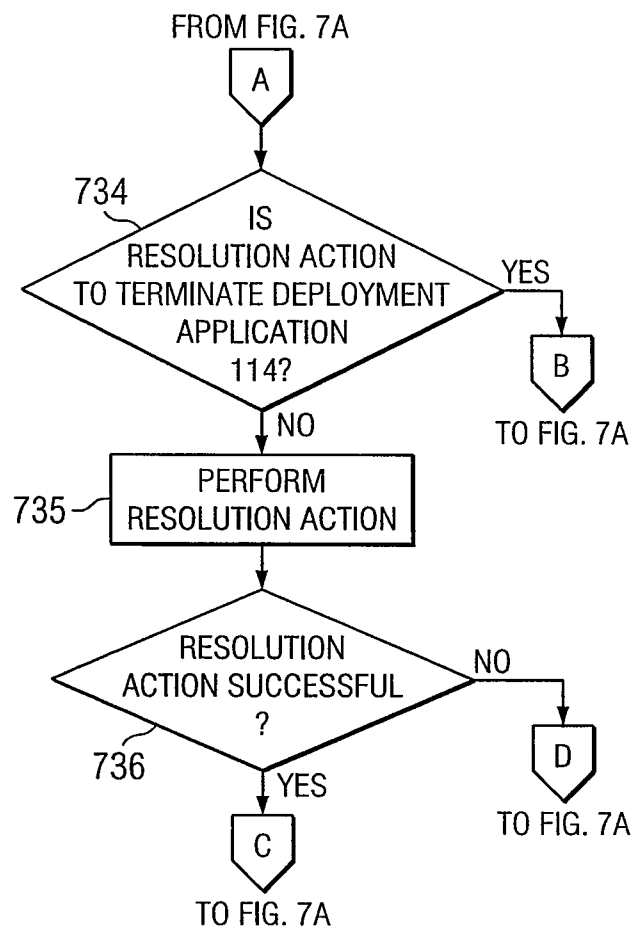 FROM FIG. 7A
A
734
IS
RESOLUTION ACTION
TO TERMINATE DEPLOYMENT
APPLICATION
114?
YES
B
TO FIG. 7A
NO
735
PERFORM
RESOLUTION ACTION
RESOLUTION
ACTION SUCCESSFUL
?
NO
736
D
TO FIG. 7A
YES
C
TO FIG. 7A